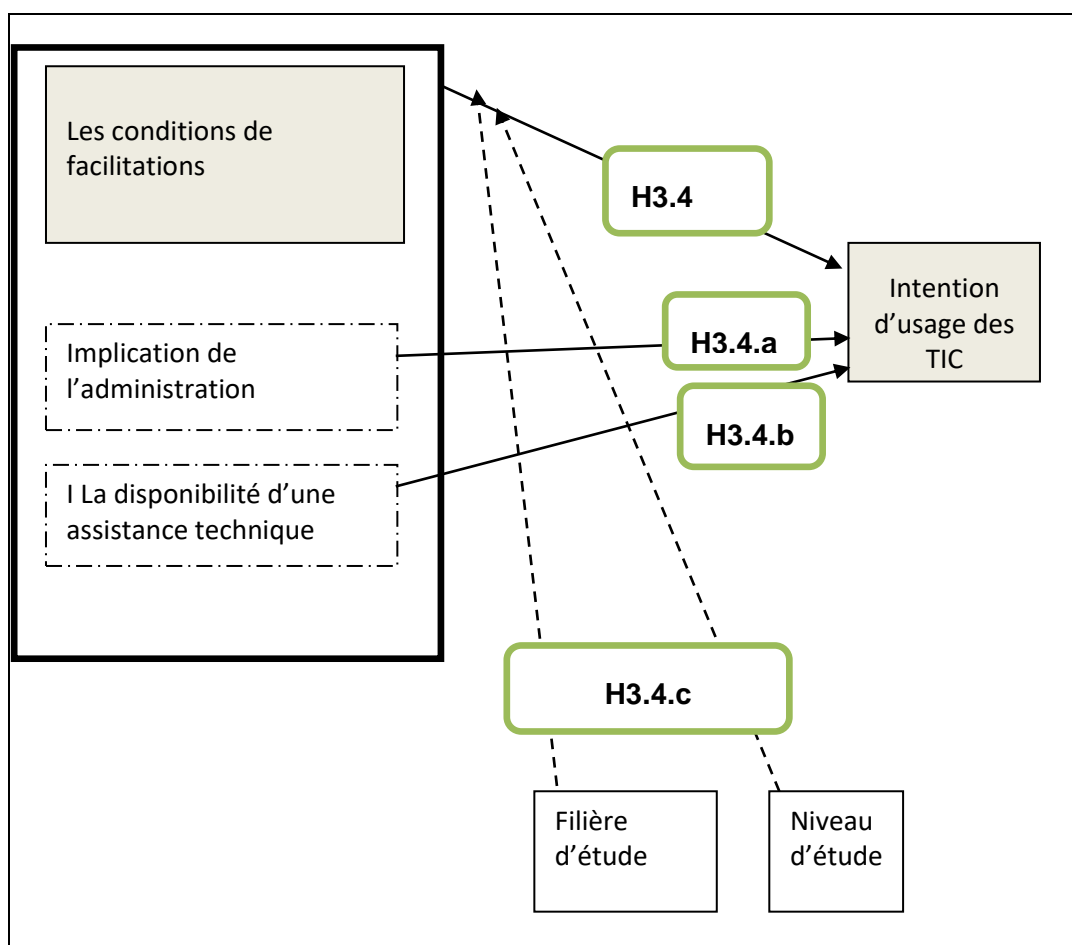 Les conditions de
facilitations
H3.4
Intention
d’usage des
TIC
Implication de
l’administration
H3.4.a
H3.4.b
I La disponibilité d’une
assistance technique
H3.4.c
Filière
d’étude
Niveau
d’étude